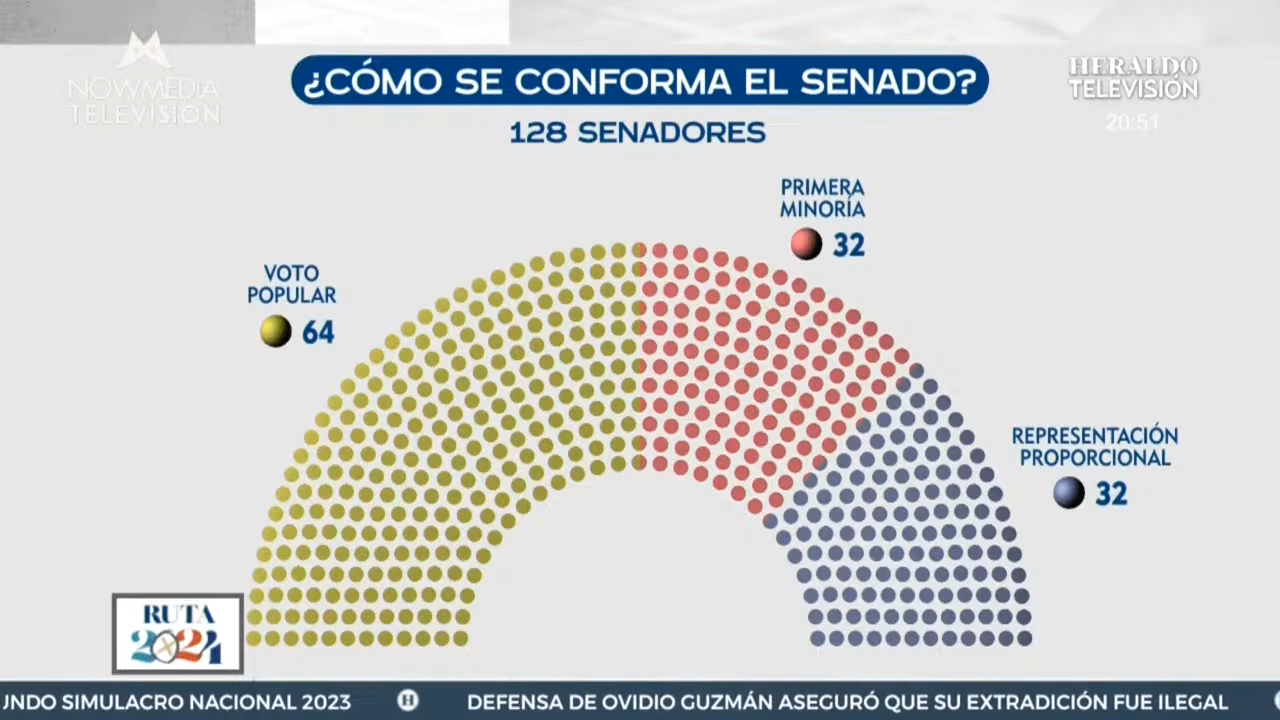 NOWMEDIA
TELEVISIÓN
¿CÓMO SE CONFORMA EL SENADO?
128 SENADORES
HERALDO
TELEVISIÓN
20:51
PRIMERA
MINORÍA
32
VOTO
POPULAR
64
REPRESENTACIÓN
PROPORCIONAL
32
RUTA
2024
UNDO SIMULACRO NACIONAL 2023 H DEFENSA DE OVIDIO GUZMÁN ASEGURÓ QUE SU EXTRADICIÓN FUE ILEGAL